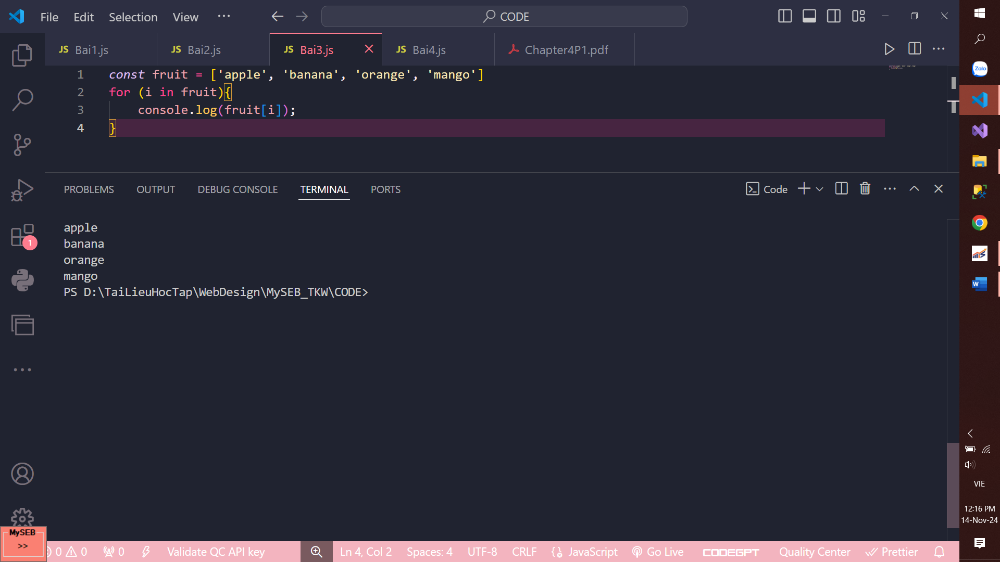 File Edit Selection View ··· CODE
JS Bai1.js JS Bai2.js JS Bai3.js JS Bai4.js Chapter4P1.pdf
1 const fruit = ['apple', 'banana', 'orange', 'mango']
2 for (i in fruit){
3 console.log(fruit[i]);
4 }
PROBLEMS OUTPUT DEBUG CONSOLE TERMINAL PORTS Code
apple
banana
orange
mango
PS D:\TaiLieuHocTap\WebDesign\MySEB_TKW\CODE>
1
Zalo
W
VIE
12:16 PM
14-Nov-24
MySEB
>>
0 0 0 Validate QC API key Ln 4, Col 2 Spaces: 4 UTF-8 CRLF JavaScript Go Live CODEGPT Quality Center Prettier